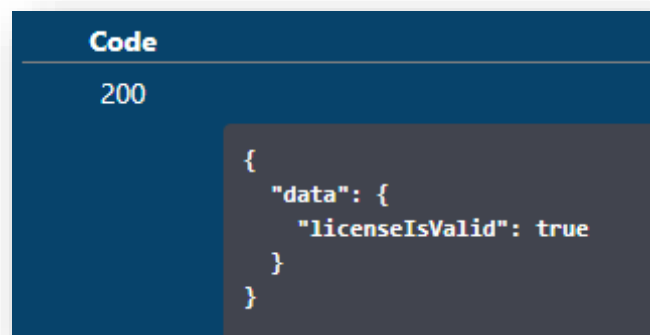 Code
200
{
"data": {
"licenseIsValid": true
}
}